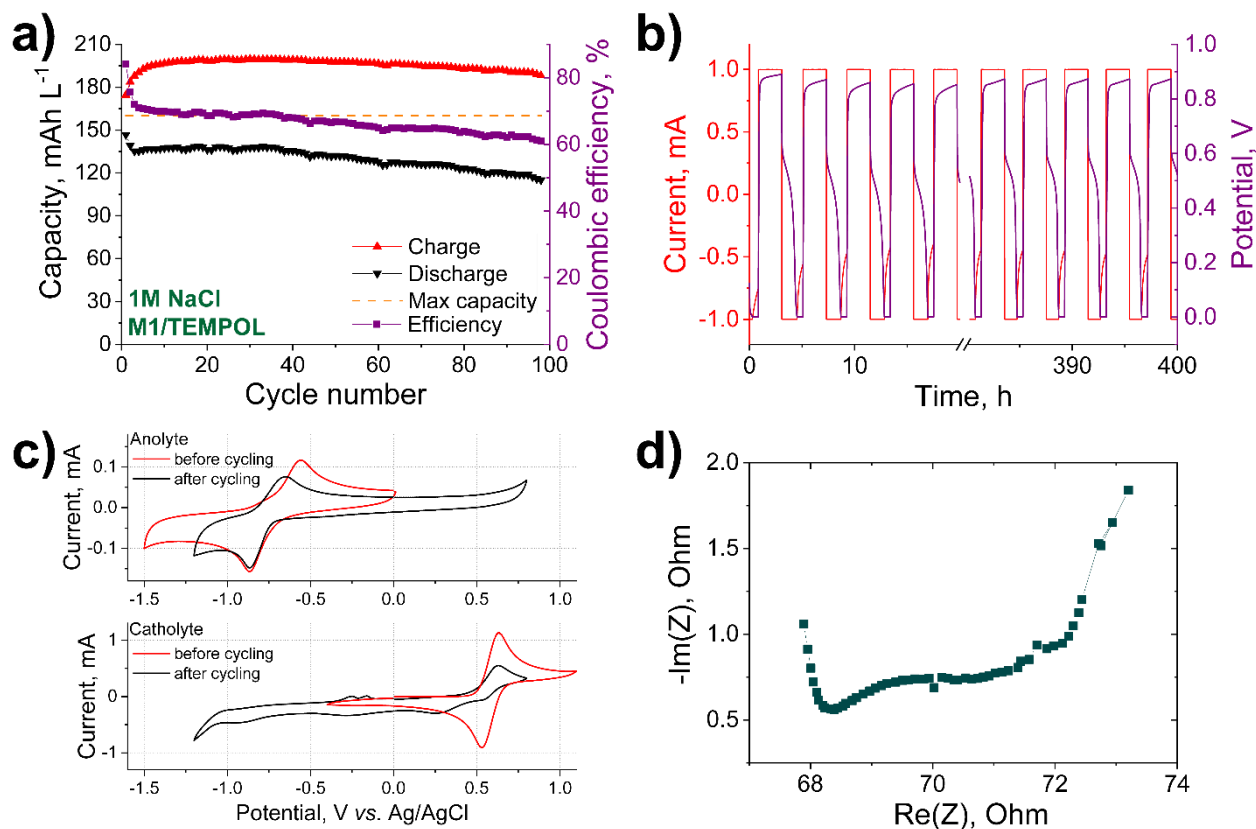 a)
Capacity, mAh L⁻¹
210
180
150
120
90
60
30
0
0 20 40 60 80 100
Cycle number
80
60
40
20
0
Coulombic efficiency, %
Charge
Discharge
Max capacity
Efficiency
1M NaCl
M1/TEMPOL
b)
Current, mA
1.0
0.5
0.0
-0.5
-1.0
0 10 390 400
Time, h
1.0
0.8
0.6
0.4
0.2
0.0
Potential, V
c)
Anolyte
before cycling
after cycling
Current, mA
0.1
0.0
-0.1
-1.5 -1.0 -0.5 0.0 0.5 1.0
Catholyte
before cycling
after cycling
Current, mA
1
0
-1
-1.5 -1.0 -0.5 0.0 0.5 1.0
Potential, V vs. Ag/AgCl
d)
-Im(Z), Ohm
2.0
1.5
1.0
0.5
68 70 72 74
Re(Z), Ohm